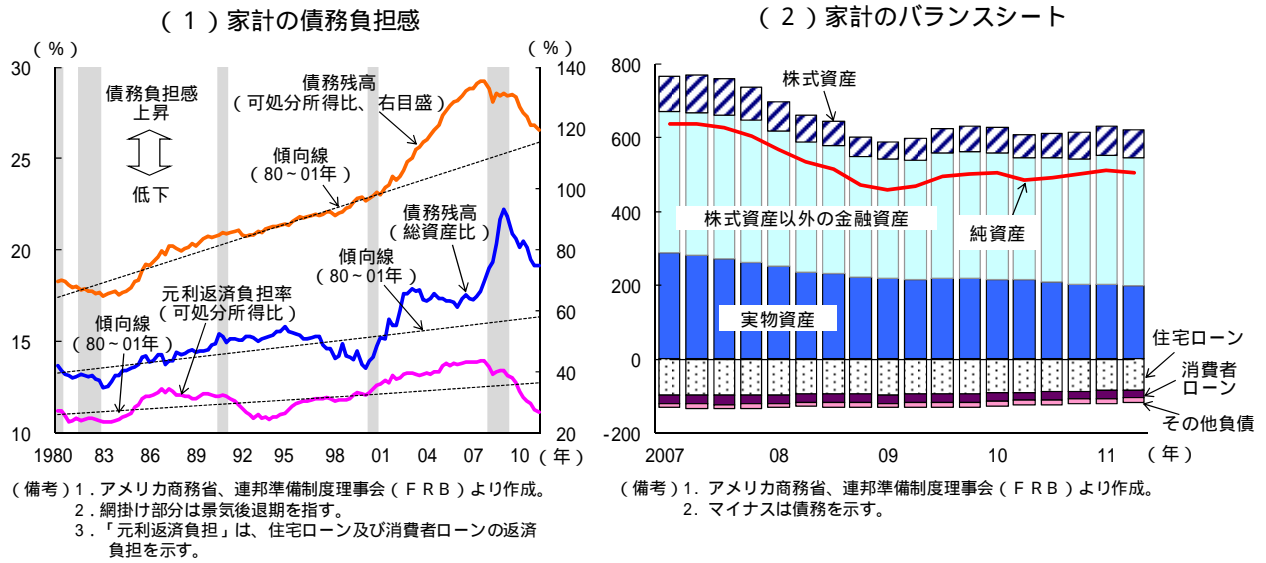 （１）家計の債務負担感
（％）
（％）
30
25
20
15
10
140
120
100
80
60
40
20
債務負担感
上昇
低下
債務残高
（可処分所得比、右目盛）
傾向線
（80～01年）
債務残高
（総資産比）
傾向線
（80～01年）
元利返済負担率
（可処分所得比）
傾向線
（80～01年）
1980 83 86 89 92 95 98 01 04 07 10 （年）
（備考）１．アメリカ商務省、連邦準備制度理事会（ＦＲＢ）より作成。
２．網掛け部分は景気後退期を指す。
３．「元利返済負担」は、住宅ローン及び消費者ローンの返済
負担を示す。
（２）家計のバランスシート
800
600
400
200
0
-200
株式資産
株式資産以外の金融資産
純資産
実物資産
住宅ローン
消費者
ローン
その他負債
2007 08 09 10 11 （年）
（備考）1. アメリカ商務省、連邦準備制度理事会（ＦＲＢ）より作成。
2. マイナスは債務を示す。